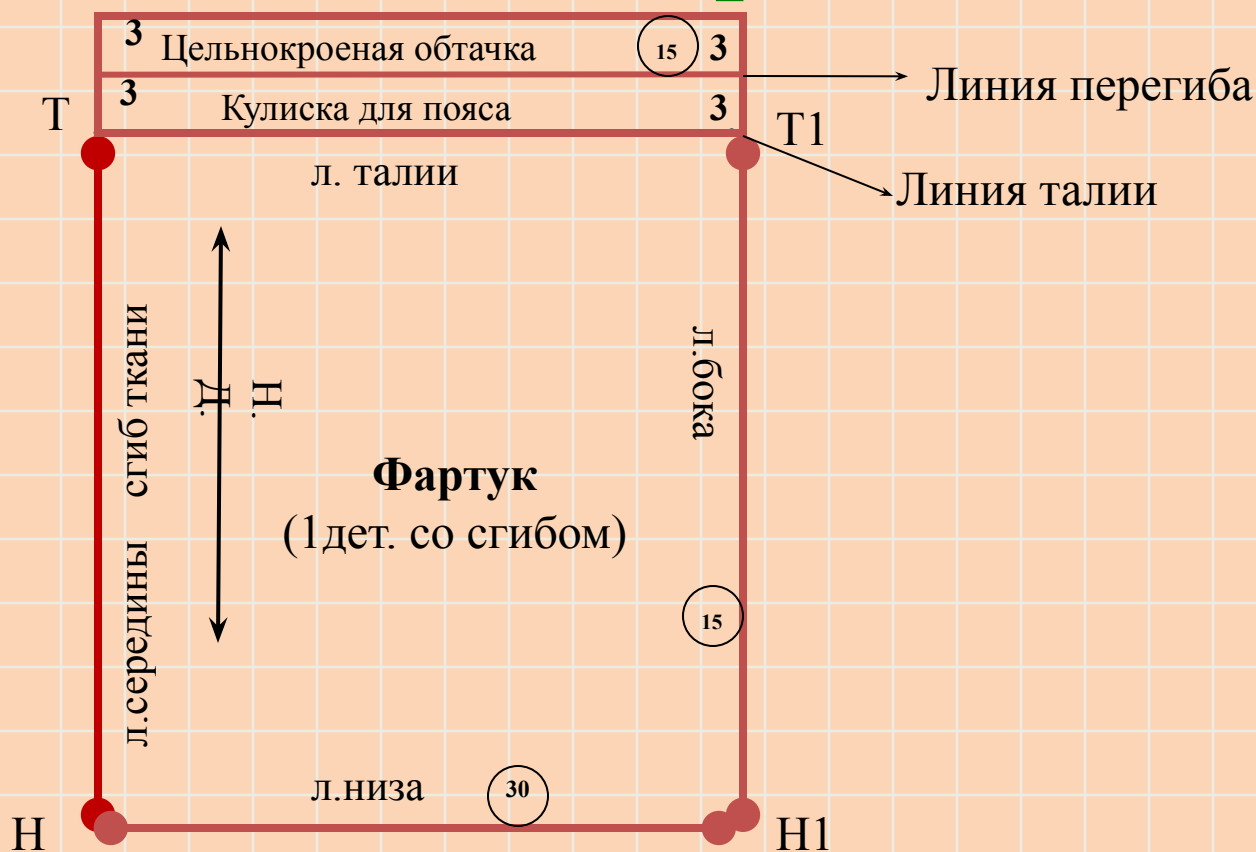 3
Цельнокроеная обтачка
15
3
Линия перегиба
3
Кулиска для пояса
3
Т
Т1
л. талии
Линия талии
л.середины сгиб ткани
Н.
Д.
л.бока
Фартук
(1дет. со сгибом)
15
л.низа
30
Н
Н1